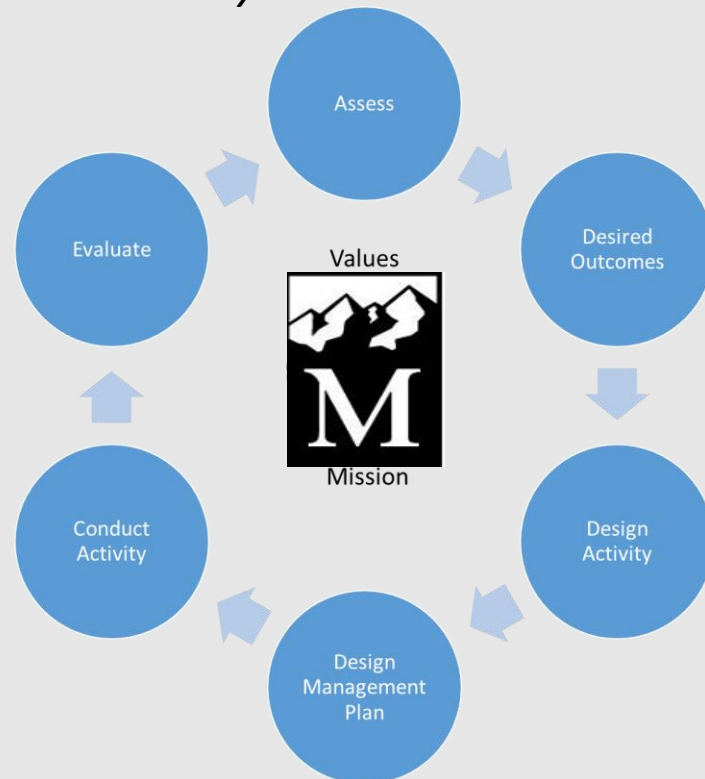 Assess
Desired
Outcomes
Design
Activity
Design
Management
Plan
Conduct
Activity
Evaluate
Values
M
Mission